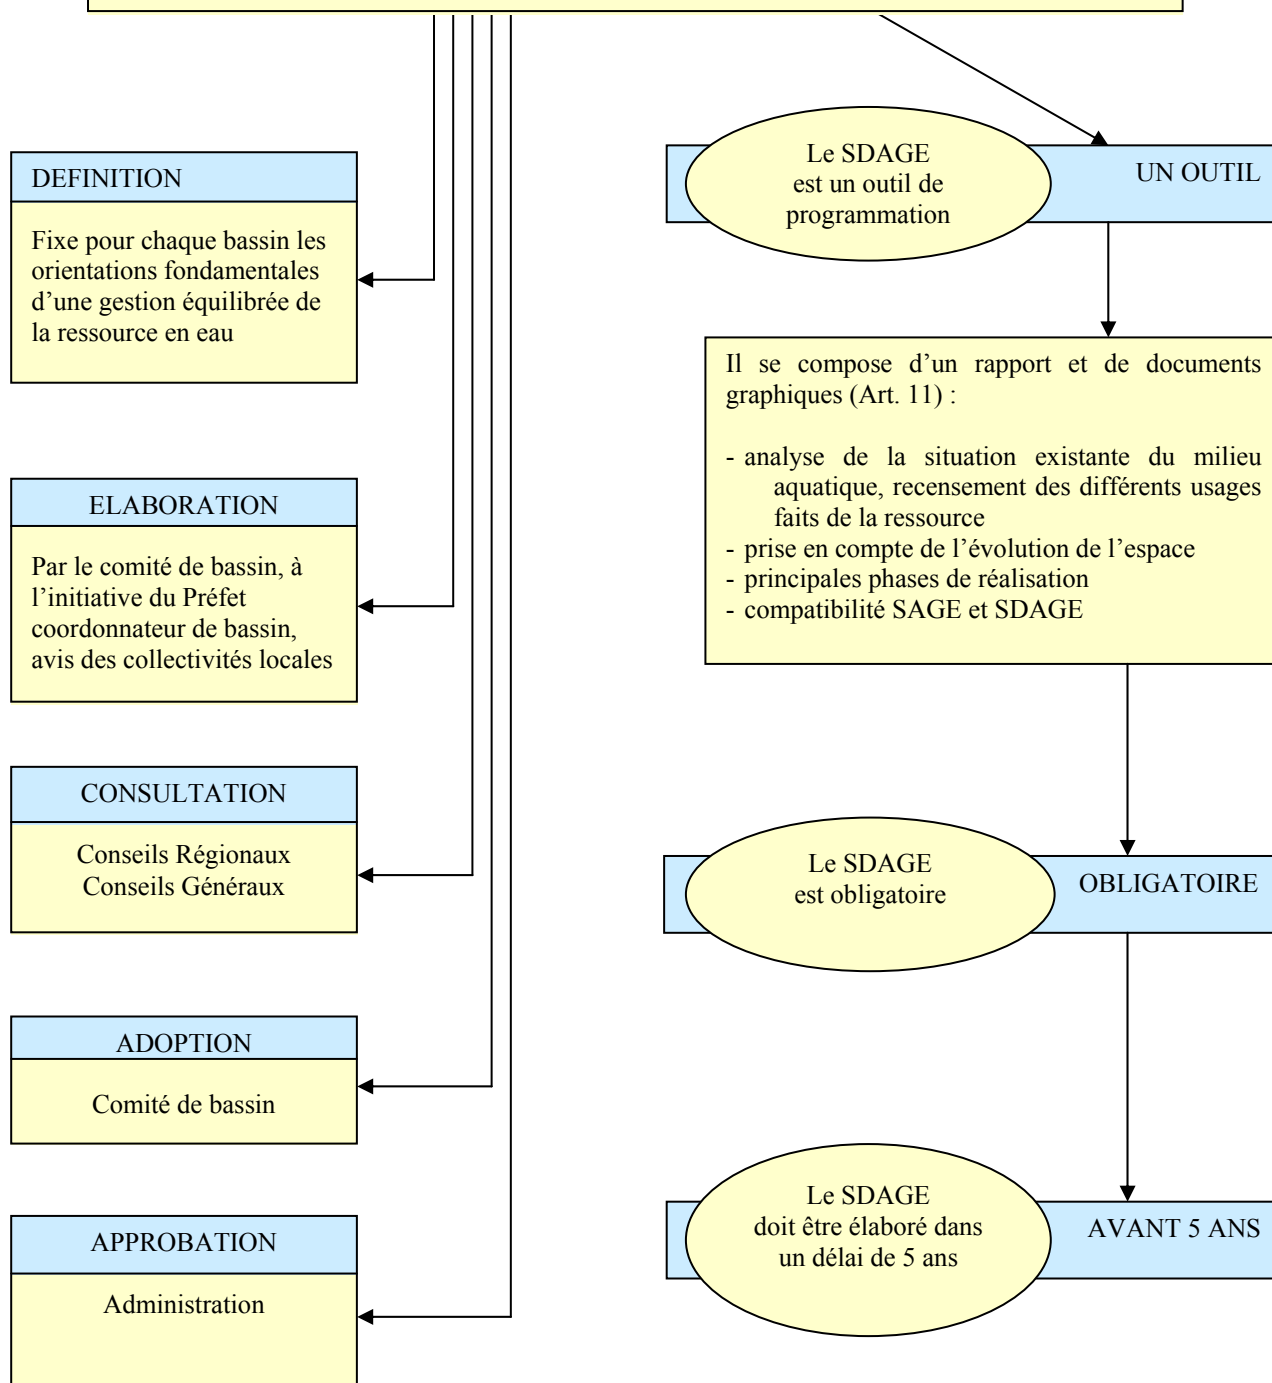 DEFINITION
Fixe pour chaque bassin les
orientations fondamentales
d’une gestion équilibrée de
la ressource en eau
ELABORATION
Par le comité de bassin, à
l’initiative du Préfet
coordonnateur de bassin,
avis des collectivités locales
CONSULTATION
Conseils Régionaux
Conseils Généraux
ADOPTION
Comité de bassin
APPROBATION
Administration
Le SDAGE
est un outil de
programmation
UN OUTIL
Il se compose d’un rapport et de documents
graphiques (Art. 11) :
- analyse de la situation existante du milieu
aquatique, recensement des différents usages
faits de la ressource
- prise en compte de l’évolution de l’espace
- principales phases de réalisation
- compatibilité SAGE et SDAGE
Le SDAGE
est obligatoire
OBLIGATOIRE
Le SDAGE
doit être élaboré dans
un délai de 5 ans
AVANT 5 ANS